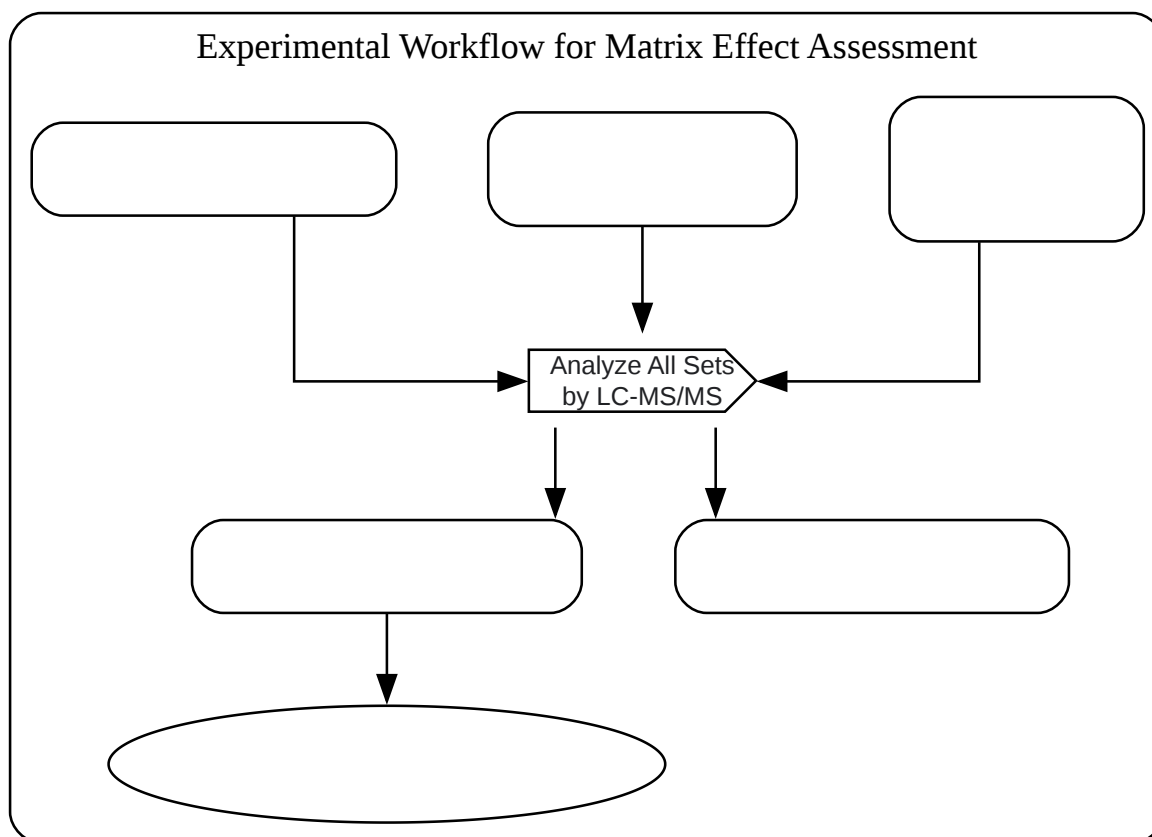 Experimental Workflow for Matrix Effect Assessment
Analyze All Sets
by LC-MS/MS